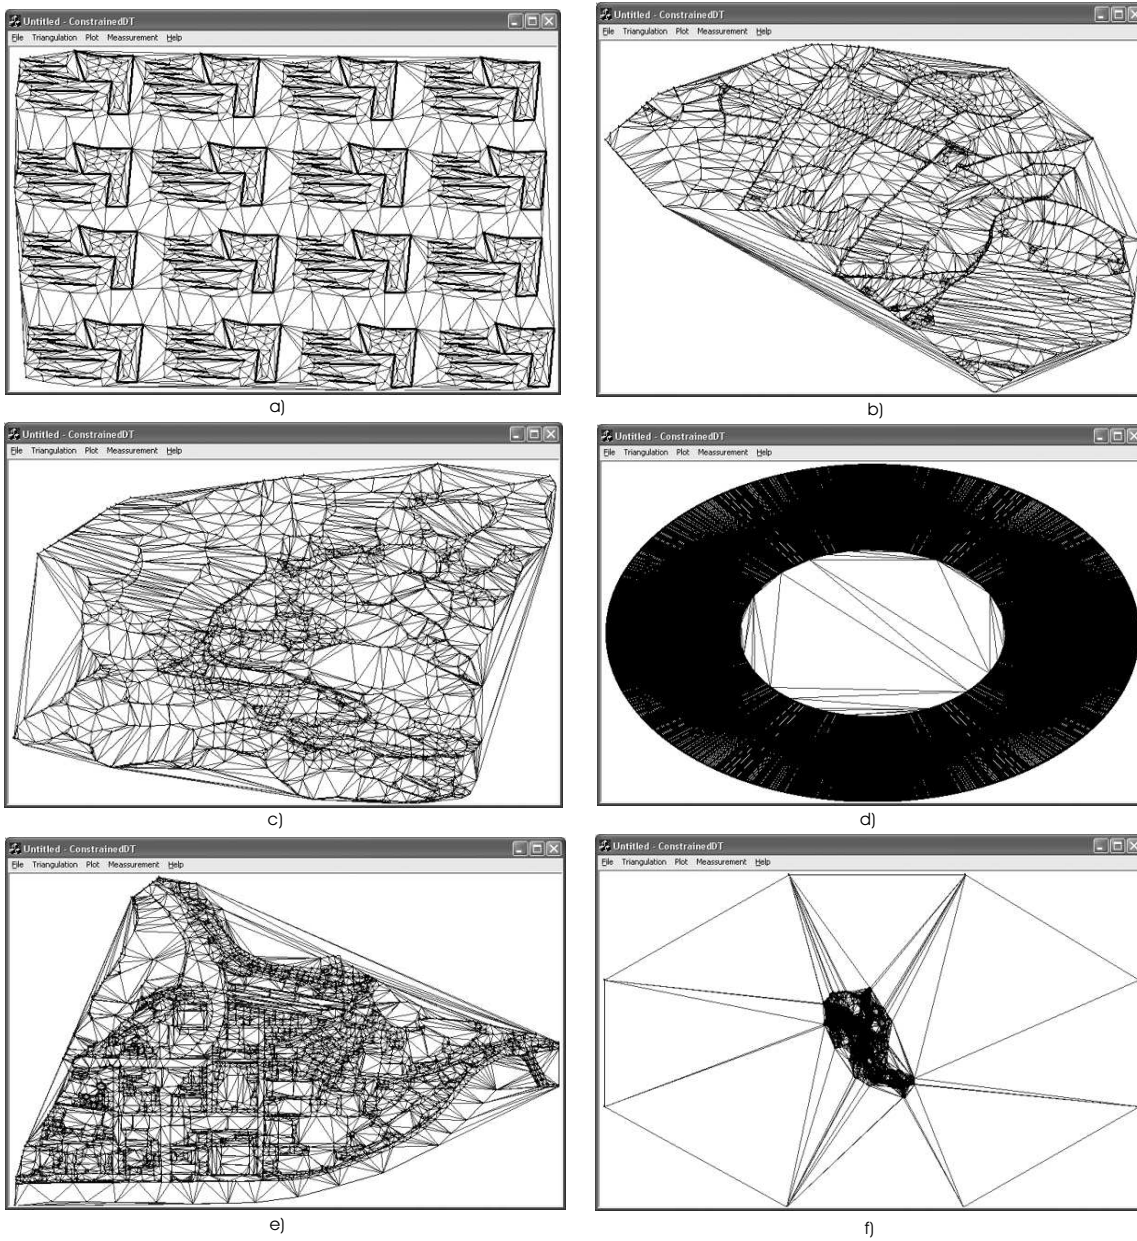 Untitled - ConstrainedDT
File Triangulation Plot Meassurement Help
a)
Untitled - ConstrainedDT
File Triangulation Plot Meassurement Help
b)
Untitled - ConstrainedDT
File Triangulation Plot Meassurement Help
c)
Untitled - ConstrainedDT
File Triangulation Plot Meassurement Help
d)
Untitled - ConstrainedDT
File Triangulation Plot Meassurement Help
e)
Untitled - ConstrainedDT
File Triangulation Plot Meassurement Help
f)